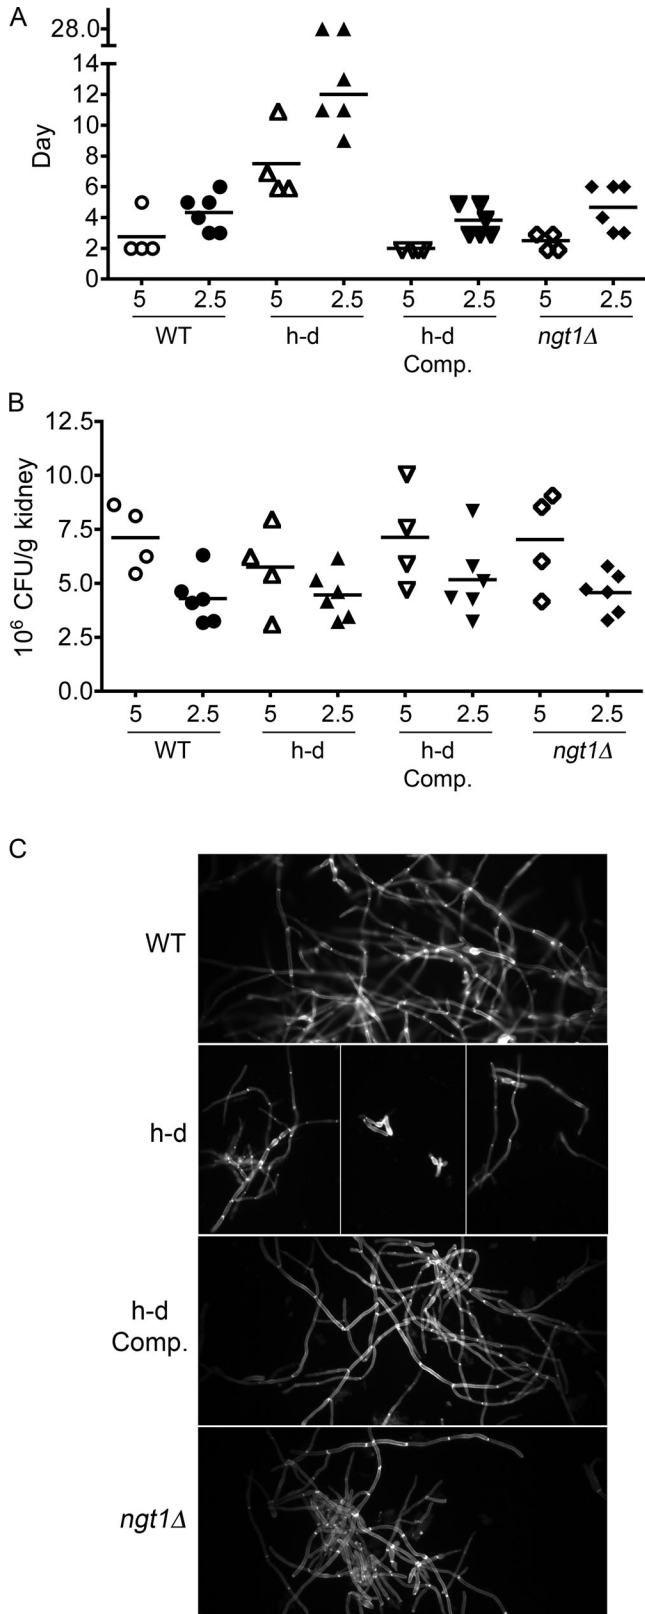 A
28.0
14
12
10
8
6
4
2
0
Day
5 2.5 5 2.5 5 2.5 5 2.5
WT h-d h-d ngt1Δ
Comp.
B
12.5
10.0
7.5
5.0
2.5
0.0
10⁶ CFU/g kidney
5 2.5 5 2.5 5 2.5 5 2.5
WT h-d h-d ngt1Δ
Comp.
C
WT
h-d
h-d
Comp.
ngt1Δ